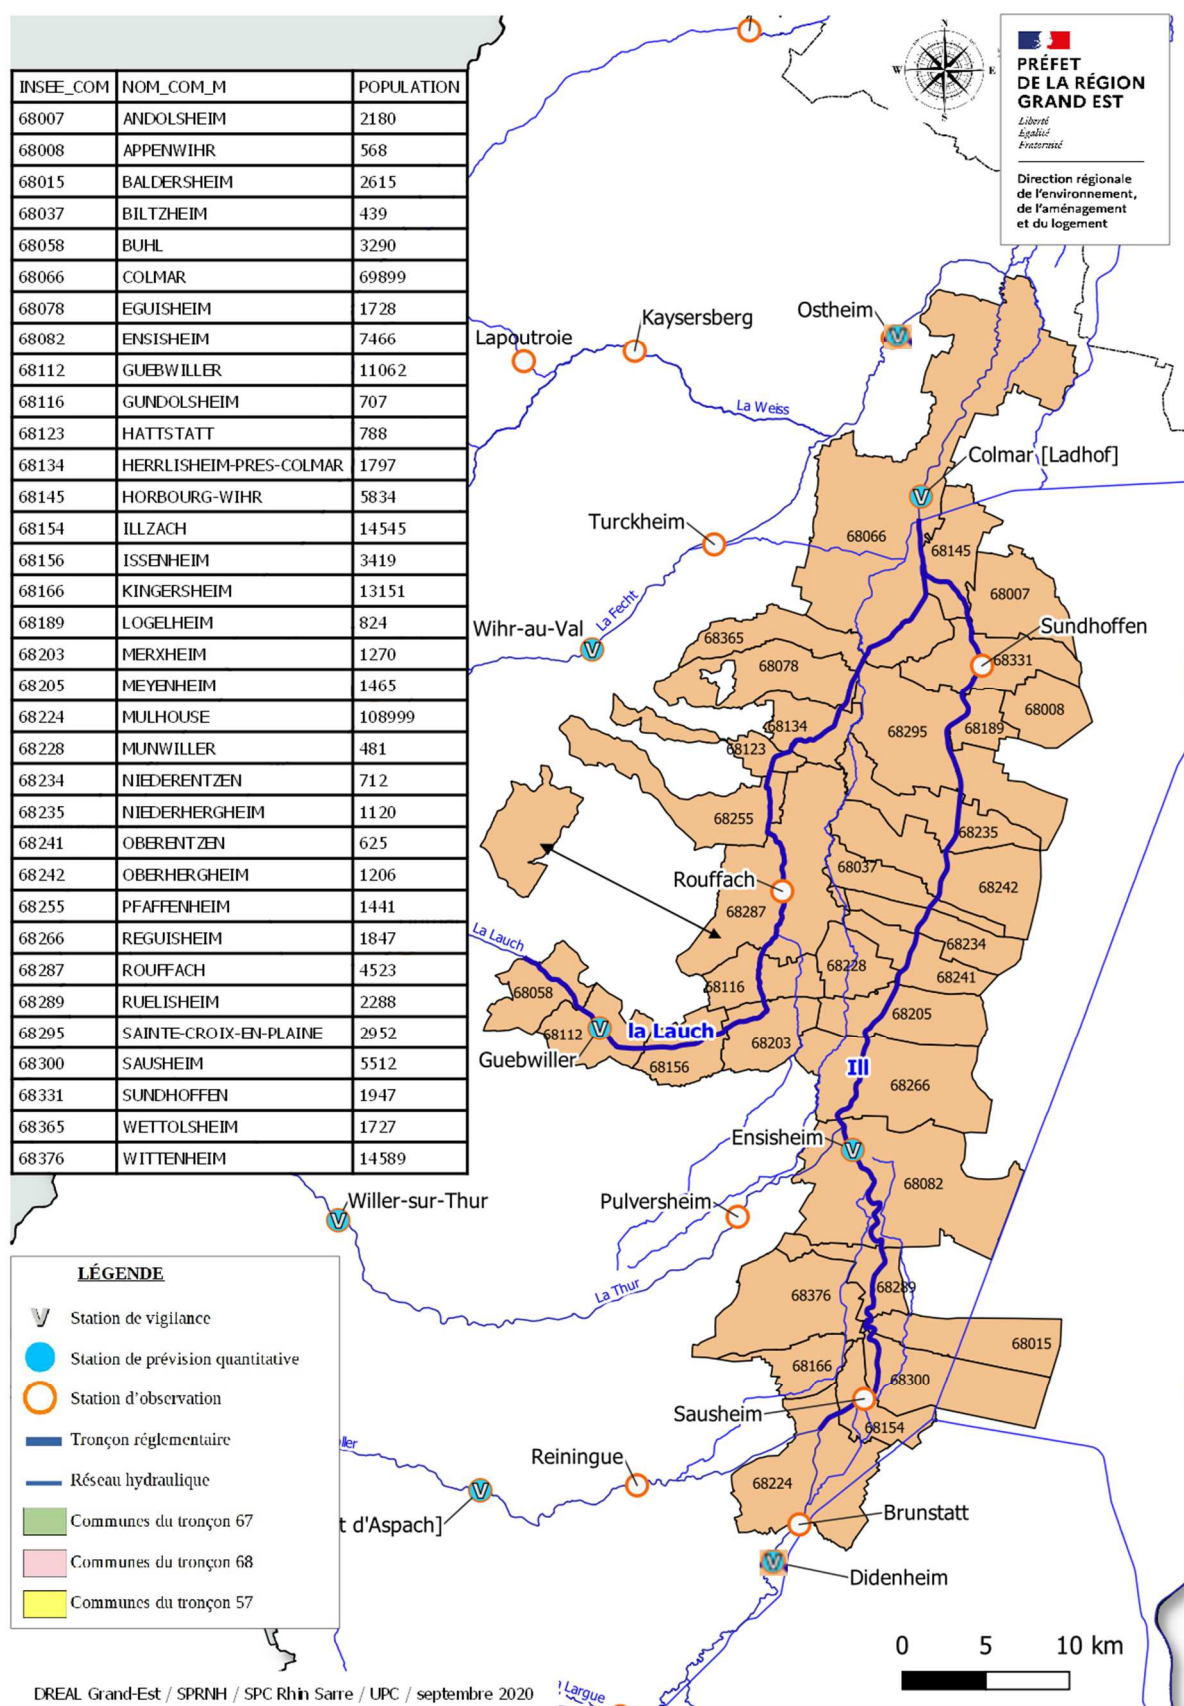 INSEE_COM NOM_COM_M POPULATION
68007 ANDOLSHEIM 2180
68008 APPENWIHR 568
68015 BALDERSHEIM 2615
68037 BILTZHEIM 439
68058 BUHL 3290
68066 COLMAR 69899
68078 EGUISHEIM 1728
68082 ENSISHEIM 7466
68112 GUEBWILLER 11062
68116 GUNDOLSHEIM 707
68123 HATTSTATT 788
68134 HERRLISHEIM-PRES-COLMAR 1797
68145 HORBOURG-WIHR 5834
68154 ILLZACH 14545
68156 ISSENHEIM 3419
68166 KINGERSHEIM 13151
68189 LOGELHEIM 824
68203 MERXHEIM 1270
68205 MEYENHEIM 1465
68224 MULHOUSE 108999
68228 MUNWILLER 481
68234 NIEDERENTZEN 712
68235 NIEDERHERGHEIM 1120
68241 OBERENTZEN 625
68242 OBERHERGHEIM 1206
68255 PFAFFENHEIM 1441
68266 REGUISHEIM 1847
68287 ROUFFACH 4523
68289 RUELISHEIM 2288
68295 SAINTE-CROIX-EN-PLAINE 2952
68300 SAUSHEIM 5512
68331 SUNDHOFFEN 1947
68365 WETTOLSHEIM 1727
68376 WITTENHEIM 14589
N
W E
S
PRÉFET
DE LA RÉGION
GRAND EST
Liberté
Égalité
Fraternité
Direction régionale
de l'environnement,
de l'aménagement
et du logement
Ostheim
V
Kaysersberg
Lapoutroie
La Weiss
Colmar [Ladhof]
V
Turckheim
68066
68145
68007
La Fecht
Wihr-au-Val
V
Sundhoffen
68365
68331
68078
68008
68134
68295
68189
68123
68255
68235
68037
Rouffach
68242
68287
La Lauch
68234
68228
68241
68058
68116
68205
68112
V
la Lauch
68203
Guebwiller
68156
Ill
68266
Ensisheim
V
68082
Willer-sur-Thur
V
Pulversheim
La Thur
68376
68289
68015
68166
68300
Sausheim
68154
Reiningue
68224
V
t d'Aspach]
Brunstatt
V
Didenheim
LÉGENDE
V Station de vigilance
Station de prévision quantitative
Station d'observation
Tronçon réglementaire
Réseau hydraulique
Communes du tronçon 67
Communes du tronçon 68
Communes du tronçon 57
0 5 10 km
Largue
DREAL Grand-Est / SPRNH / SPC Rhin Sarre / UPC / septembre 2020